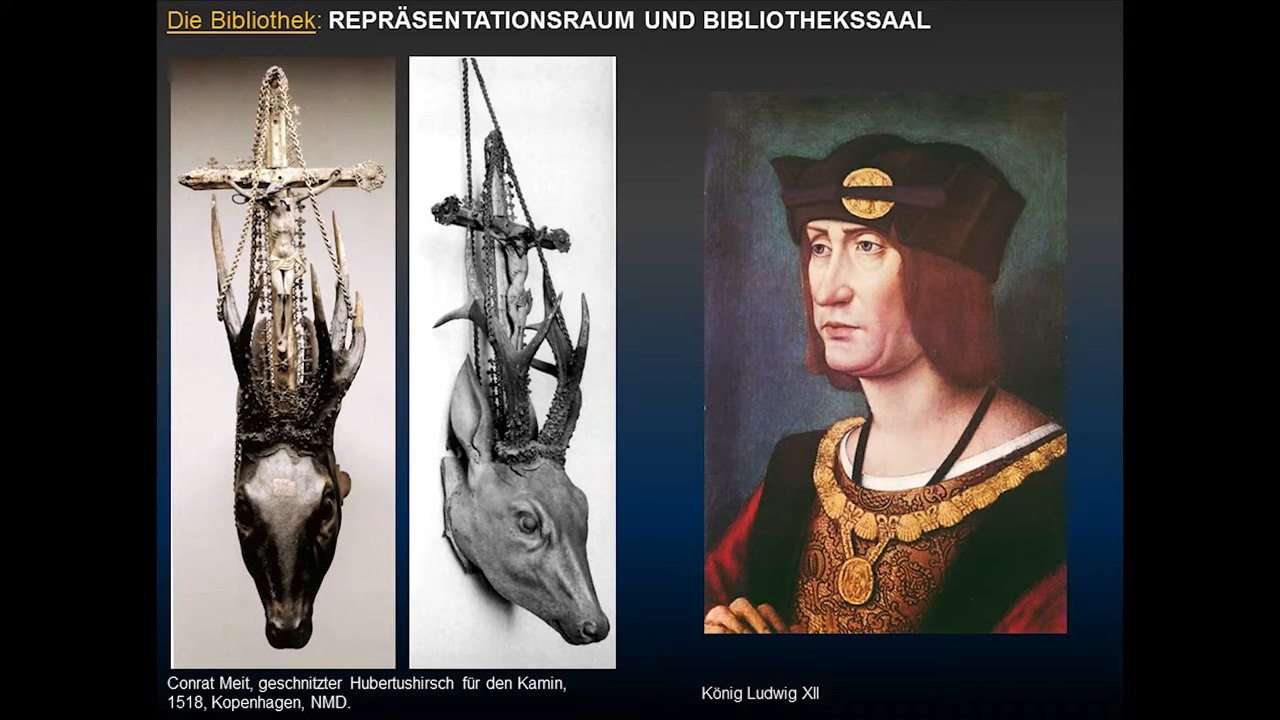 Die Bibliothek: REPRÄSENTATIONSRAUM UND BIBLIOTHEKSSAAL
Conrat Meit, geschnitzter Hubertushirsch für den Kamin,
1518, Kopenhagen, NMD.
König Ludwig XII